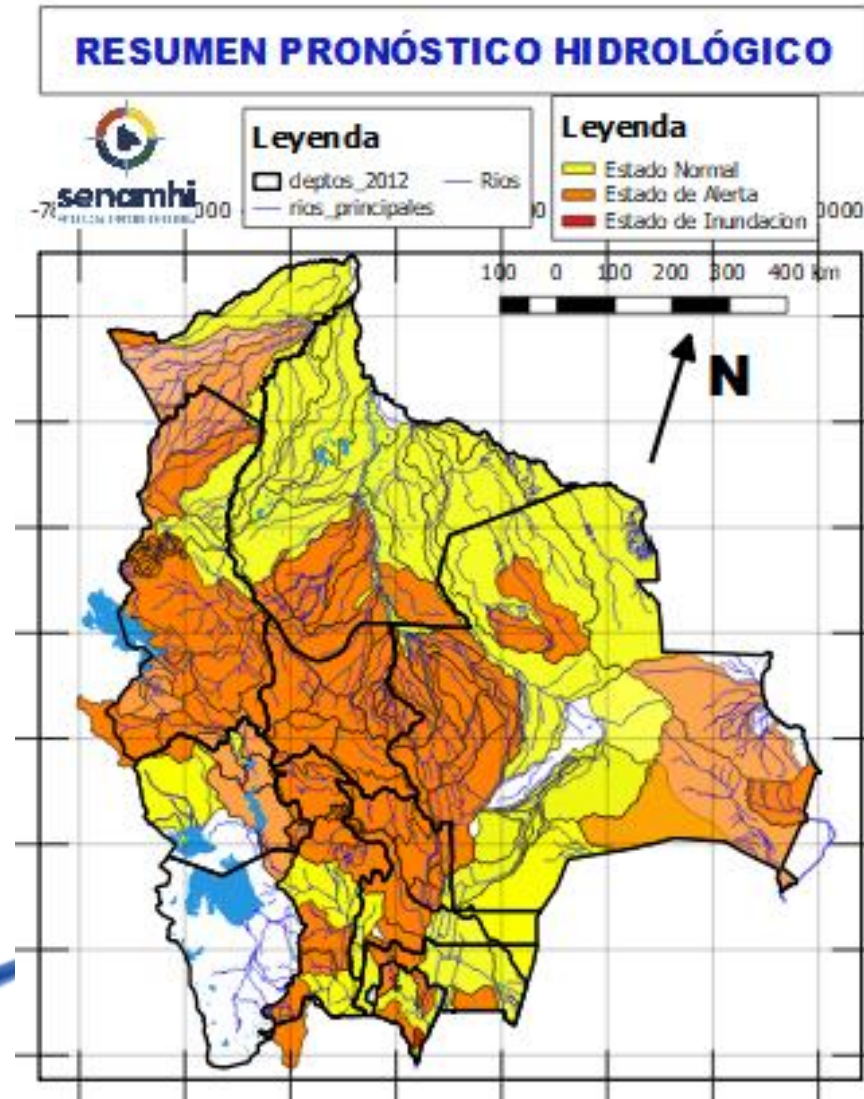 RESUMEN PRONÓSTICO HIDROLÓGICO
senamhi
Leyenda
deptos_2012
Rios
rios_principales
Leyenda
Estado Normal
Estado de Alerta
Estado de Inundacion
100 0 100 200 300 400 km
N